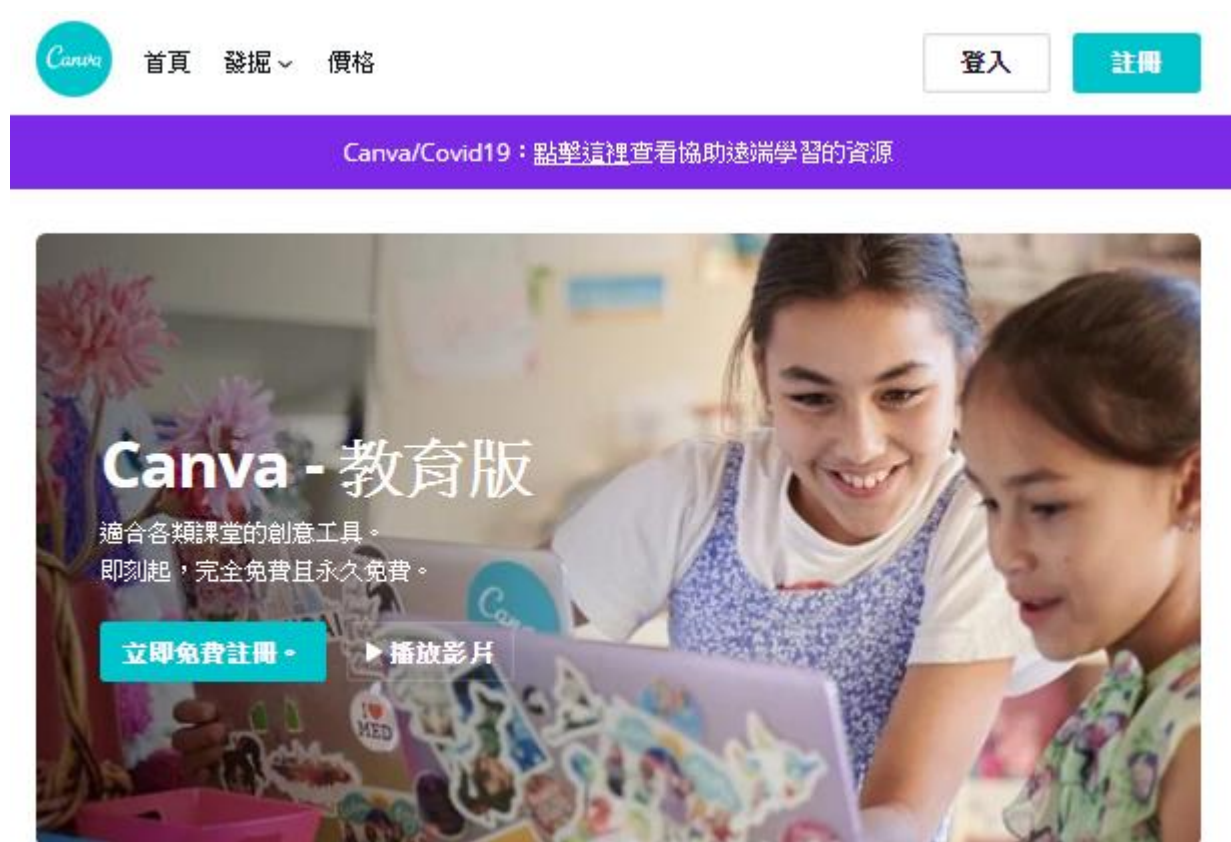 Canva 首頁 發掘 價格 登入 註冊
Canva/Covid19：點擊這裡查看協助遠端學習的資源
Canva - 教育版
適合各類課堂的創意工具。
即刻起，完全免費且永久免費。
立即免費註冊。 播放影片
I
MED